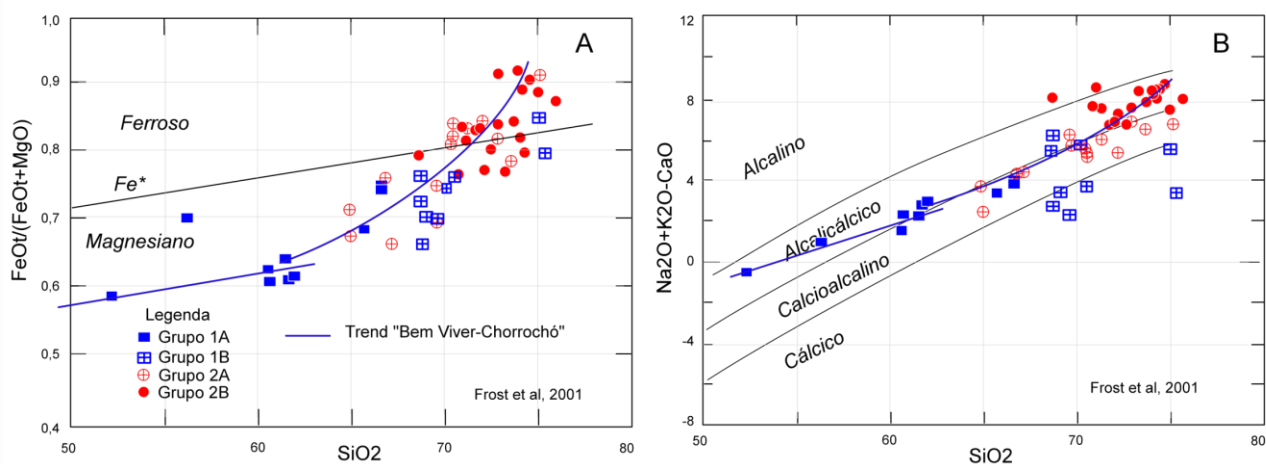 1,0
0,9
0,8
0,7
0,6
0,5
0,4
FeOt/(FeOt+MgO)
A
Ferroso
Fe*
Magnesiano
Legenda
Grupo 1A
Grupo 1B
Grupo 2A
Grupo 2B
Trend "Bem Viver-Chorrochó"
Frost et al, 2001
50
60
70
80
SiO2
12
8
4
0
-4
-8
Na2O+K2O-CaO
B
Alcalino
Alcalicálcico
Calcioalcalino
Cálcico
Frost et al, 2001
50
60
70
80
SiO2